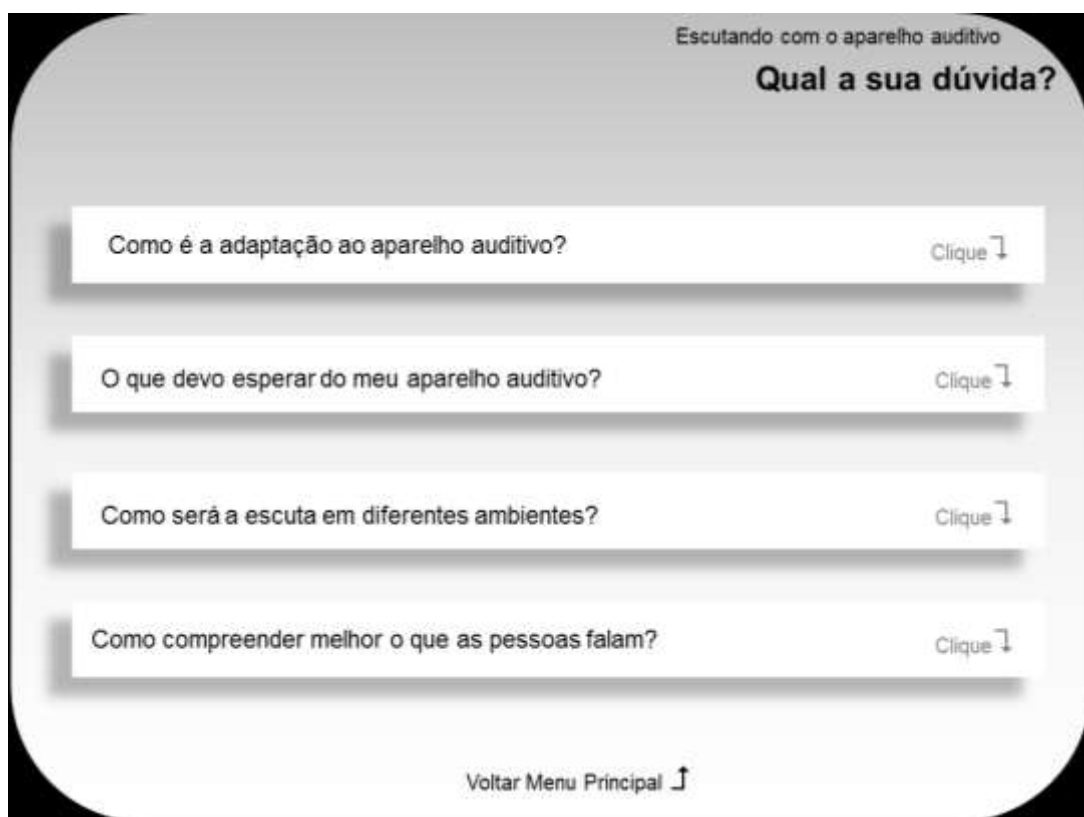 Escutando com o aparelho auditivo
Qual a sua dúvida?
Como é a adaptação ao aparelho auditivo?
Clique
O que devo esperar do meu aparelho auditivo?
Clique
Como será a escuta em diferentes ambientes?
Clique
Como compreender melhor o que as pessoas falam?
Clique
Voltar Menu Principal